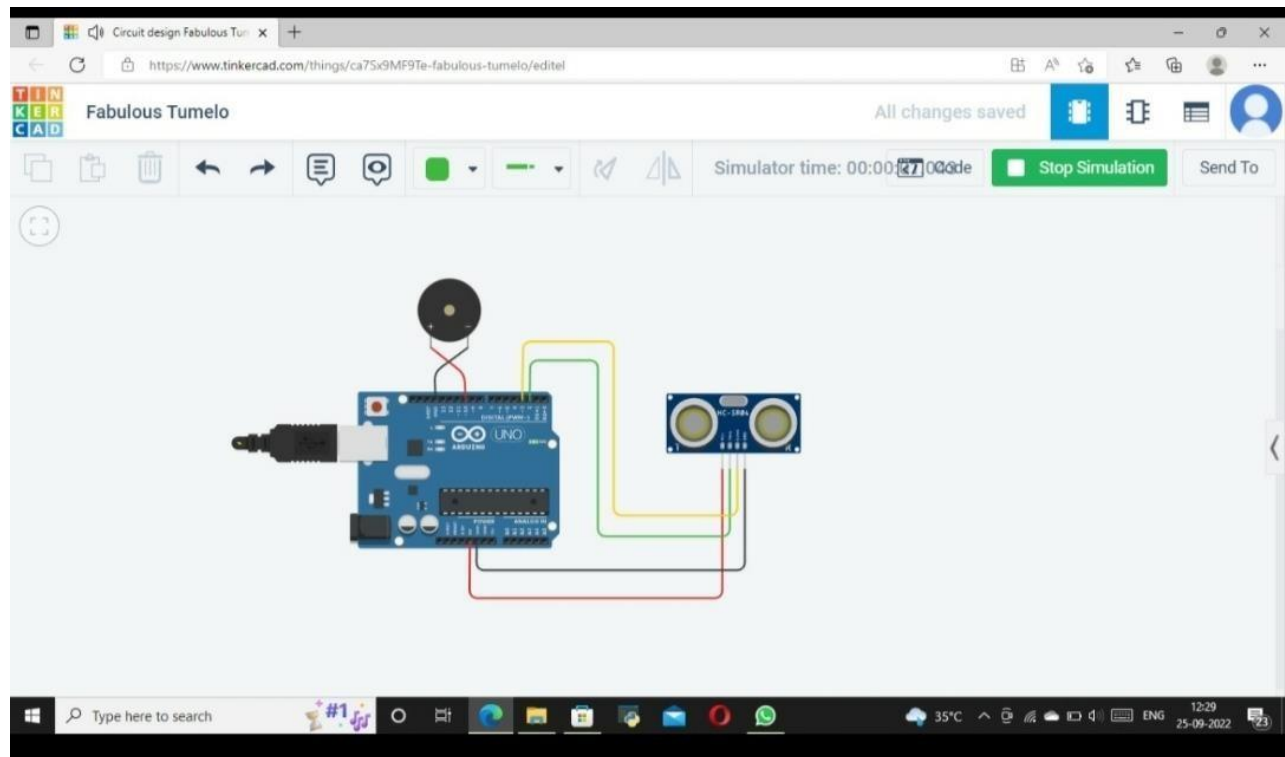 Circuit design Fabulous Tun
https://www.tinkercad.com/things/ca7Sx9MF9Te-fabulous-tumelo/editel
TIN
KER
CAD
Fabulous Tumelo
All changes saved
Simulator time: 00:00:
Code
Stop Simulation
Send To
+ -
DIGITAL (PWM~)
UNO
ARDUINO
HC-SR04
POWER
ANALOG IN
Type here to search
#1
35°C
ENG
12:29
25-09-2022
23